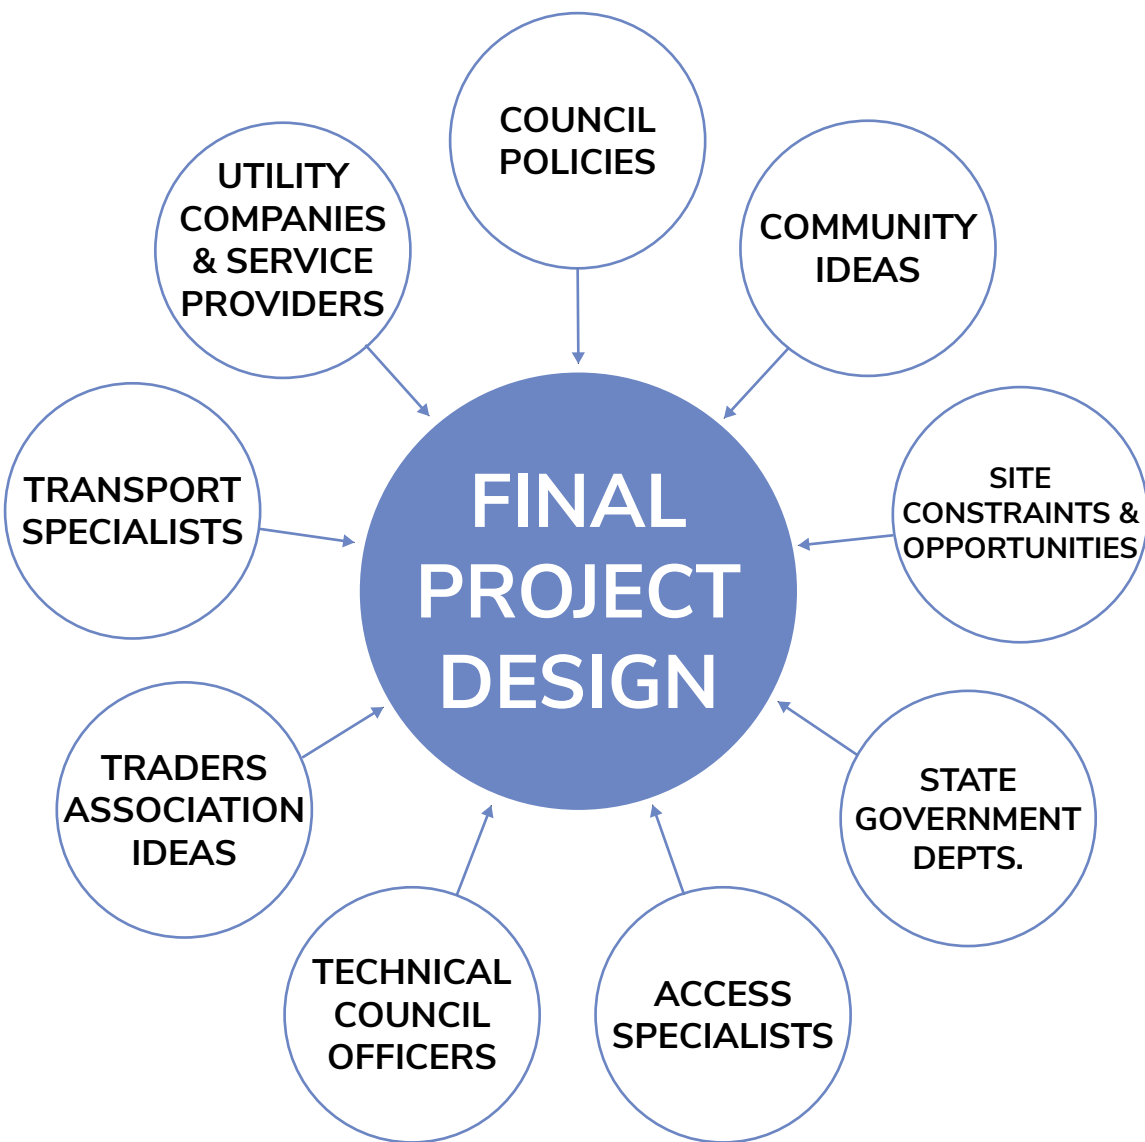 COUNCIL
POLICIES
UTILITY
COMPANIES
& SERVICE
PROVIDERS
COMMUNITY
IDEAS
TRANSPORT
SPECIALISTS
FINAL
PROJECT
DESIGN
SITE
CONSTRAINTS &
OPPORTUNITIES
TRADERS
ASSOCIATION
IDEAS
STATE
GOVERNMENT
DEPTS.
TECHNICAL
COUNCIL
OFFICERS
ACCESS
SPECIALISTS